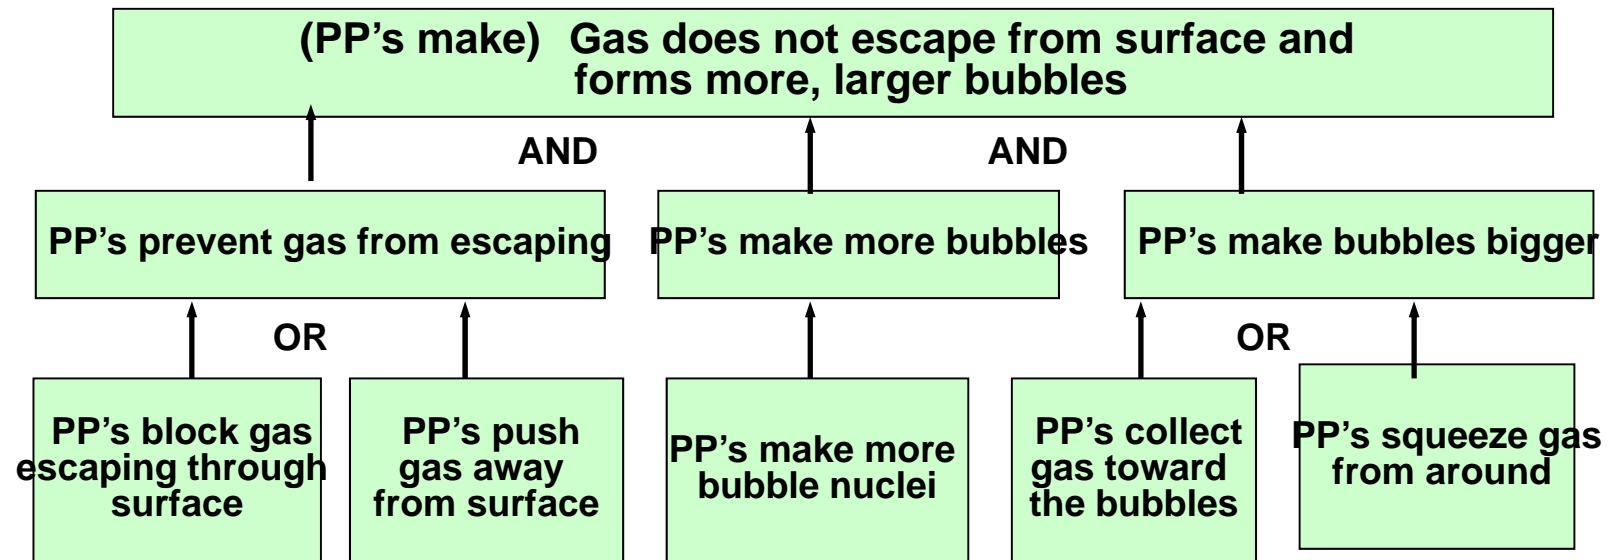 (PP's make) Gas does not escape from surface and
forms more, larger bubbles
AND
AND
PP's prevent gas from escaping
PP's make more bubbles
PP's make bubbles bigger
OR
OR
PP's block gas
escaping through
surface
PP's push
gas away
from surface
PP's make more
bubble nuclei
PP's collect
gas toward
the bubbles
PP's squeeze gas
from around